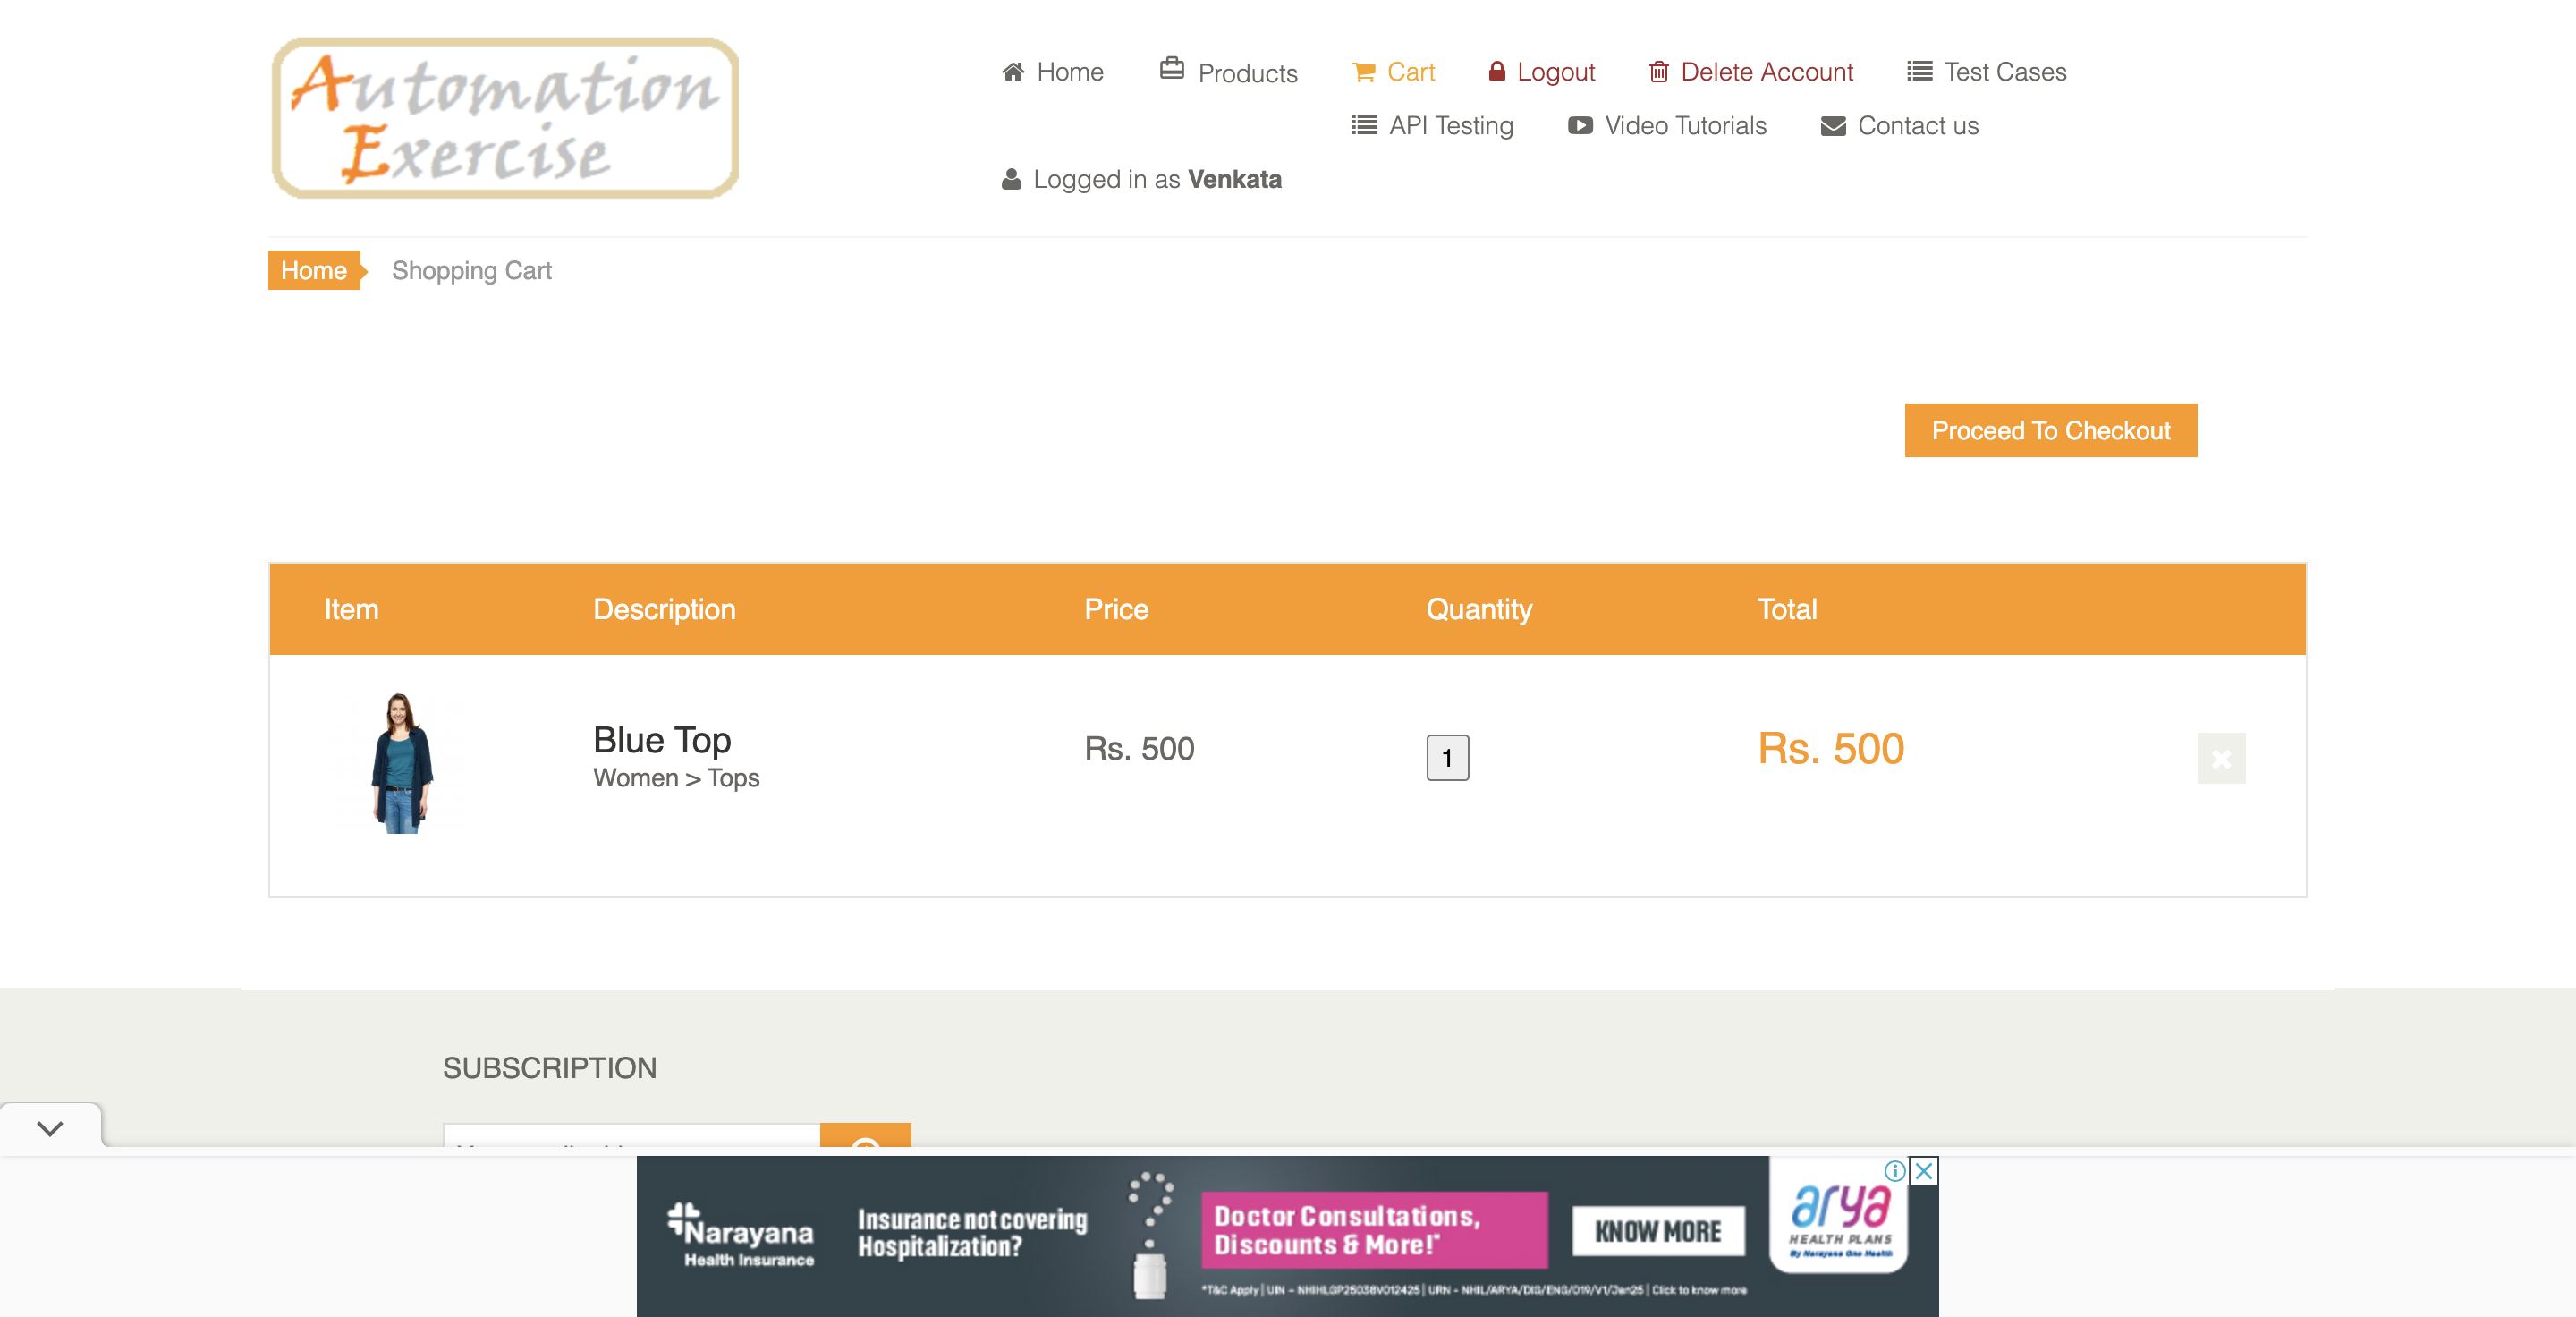 Automation
Exercise
Home
Products
Cart
Logout
Delete Account
Test Cases
API Testing
Video Tutorials
Contact us
Logged in as Venkata
Home
Shopping Cart
Proceed To Checkout
Item Description Price Quantity Total
Blue Top
Women > Tops
Rs. 500
1
Rs. 500
SUBSCRIPTION
Narayana
Health Insurance
Insurance not covering
Hospitalization?
Doctor Consultations,
Discounts & More!*
*T&C Apply | UIN – NHIHLGP25038V012425 | URN - NHIL/ARYA/DIS/ENG/019/V1/Jan25 | Click to know more
KNOW MORE
arya
HEALTH PLANS
By Narayana One Health